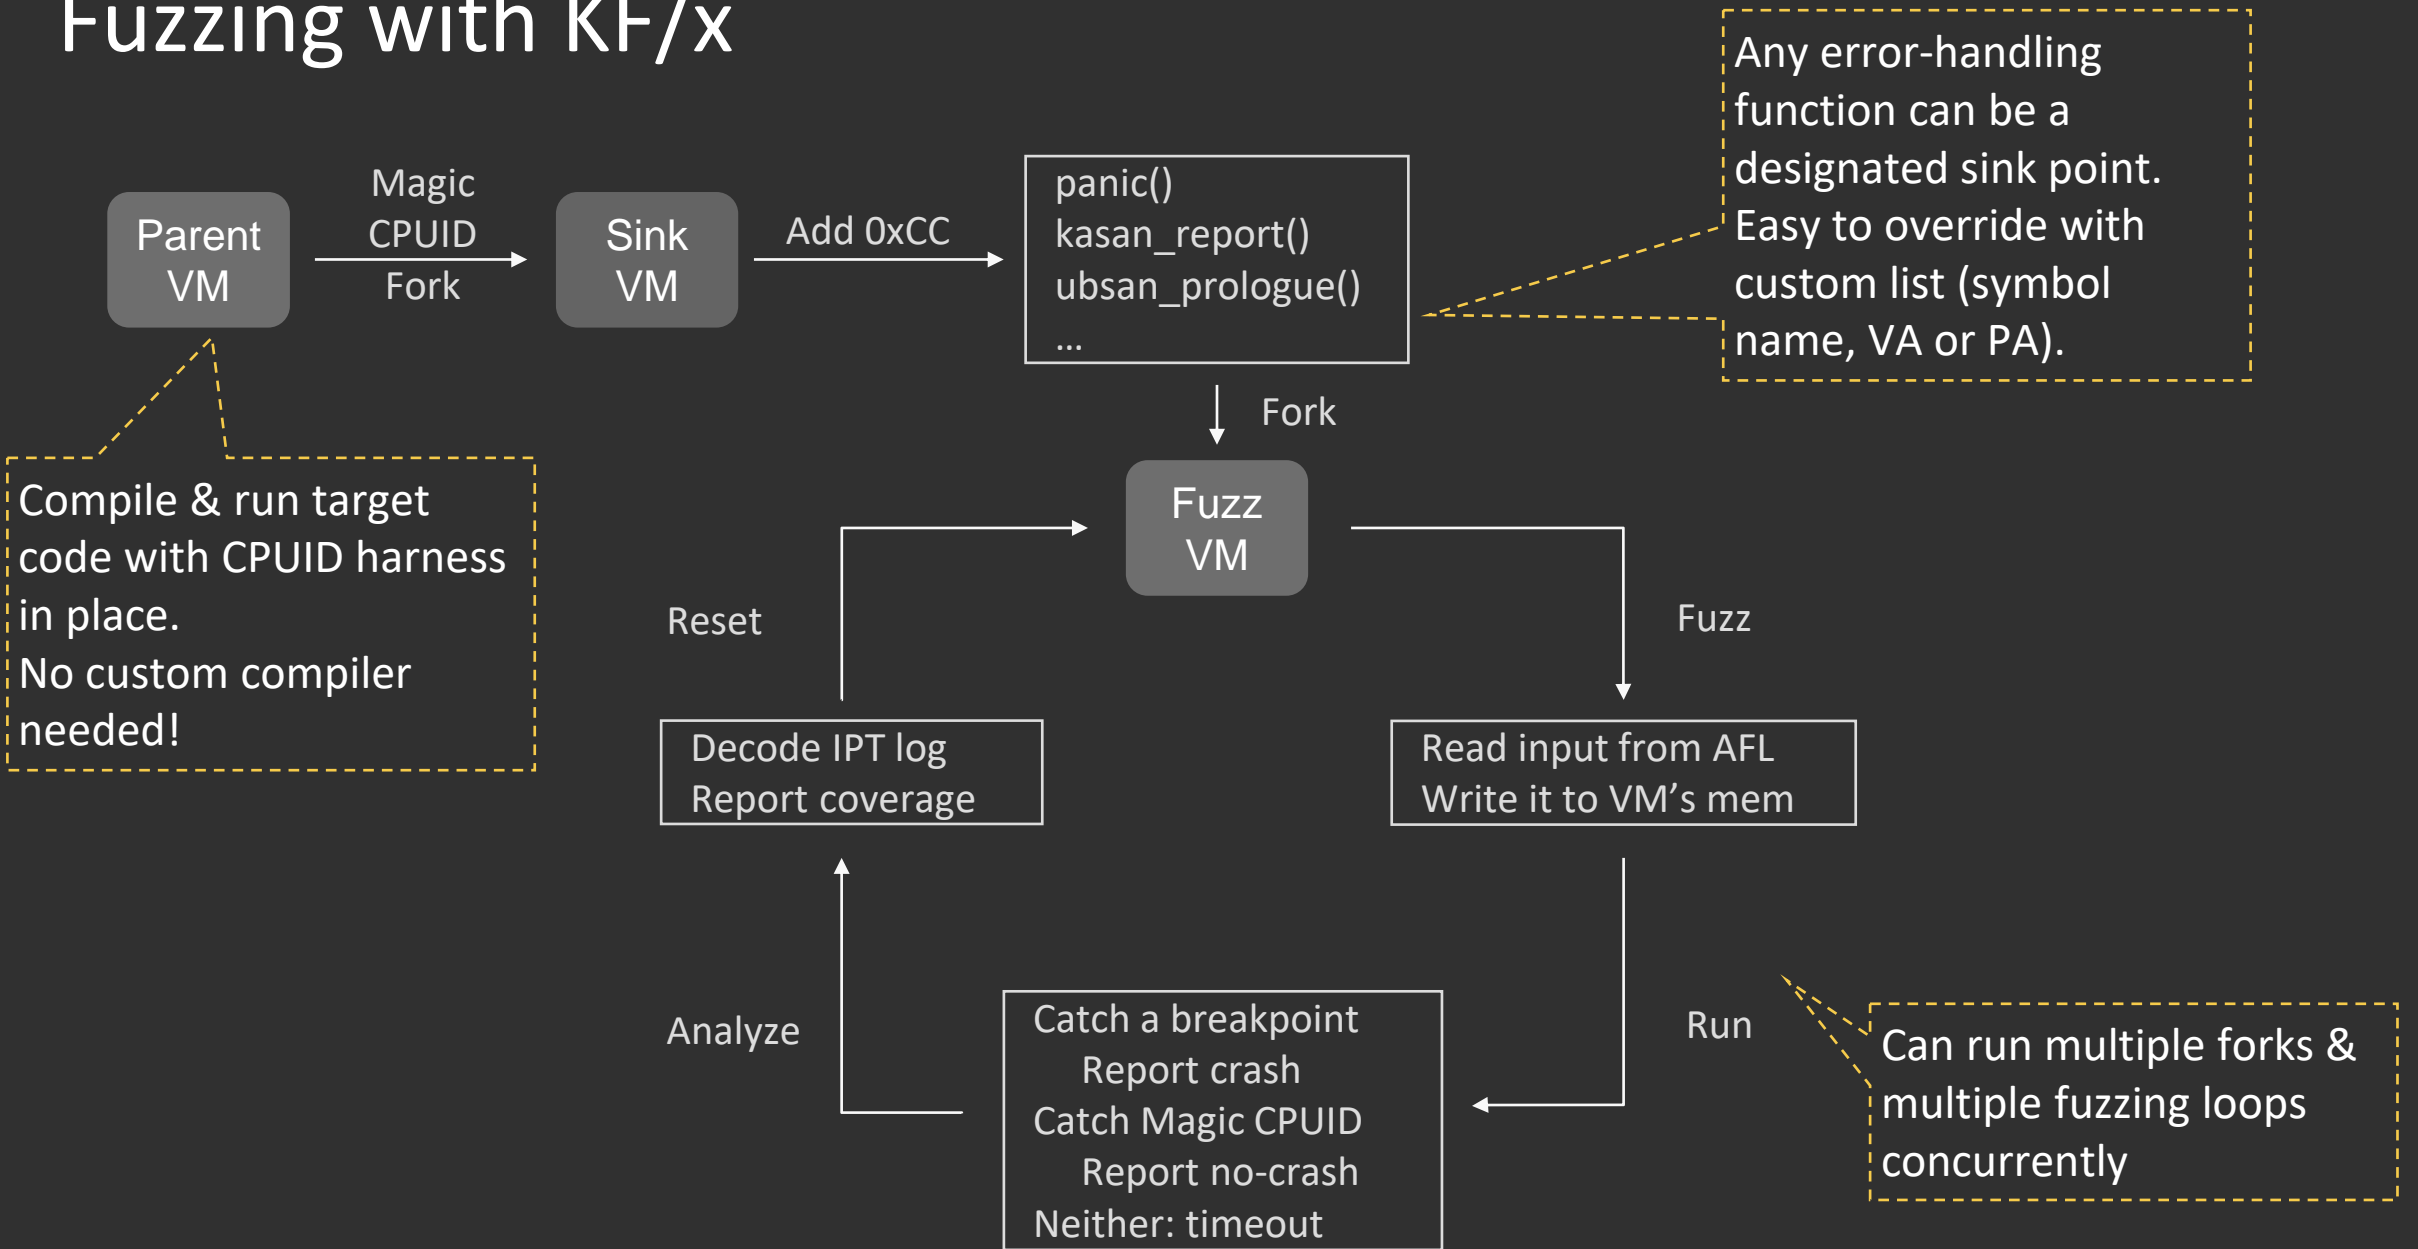 Fuzzing with KF/x
Any error-handling
function can be a
designated sink point.
Easy to override with
custom list (symbol
name, VA or PA).
Parent
VM
Magic
CPUID
Fork
Sink
VM
Add 0xCC
panic()
kasan_report()
ubsan_prologue()
...
Fork
Compile & run target
code with CPUID harness
in place.
No custom compiler
needed!
Fuzz
VM
Reset
Fuzz
Decode IPT log
Report coverage
Read input from AFL
Write it to VM’s mem
Analyze
Catch a breakpoint
Report crash
Catch Magic CPUID
Report no-crash
Neither: timeout
Run
Can run multiple forks &
multiple fuzzing loops
concurrently